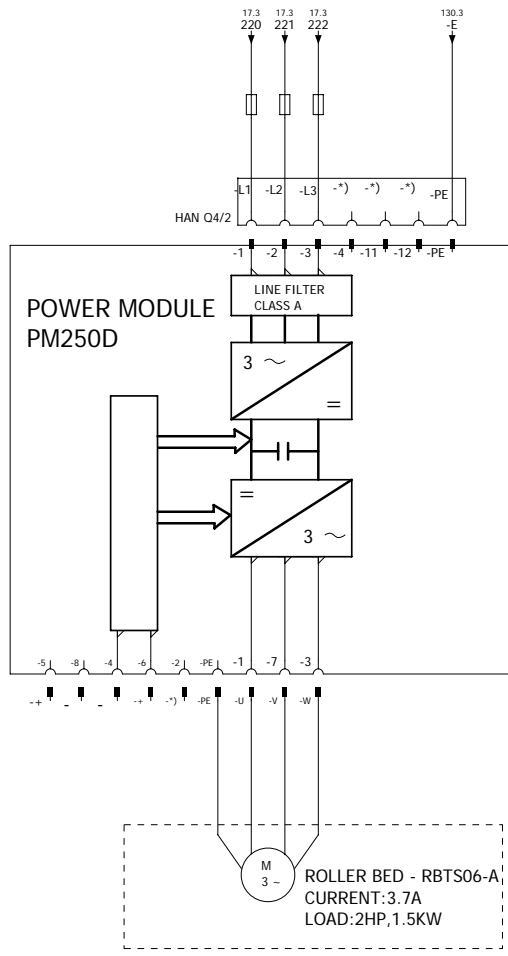 17.3 17.3 17.3 130.3
220 221 222 -E
-L1 -L2 -L3 -*) -*) -*) -PE
HAN Q4/2
-1 -2 -3 -4 -11 -12 -PE
POWER MODULE
PM250D
LINE FILTER
CLASS A
3 ~
=
=
3 ~
-5 -8 -4 -6 -2 -PE -1 -7 -3
-+ - - -+ -*) -PE -U -V -W
M
3 ~
ROLLER BED - RBTS06-A
CURRENT:3.7A
LOAD:2HP,1.5KW